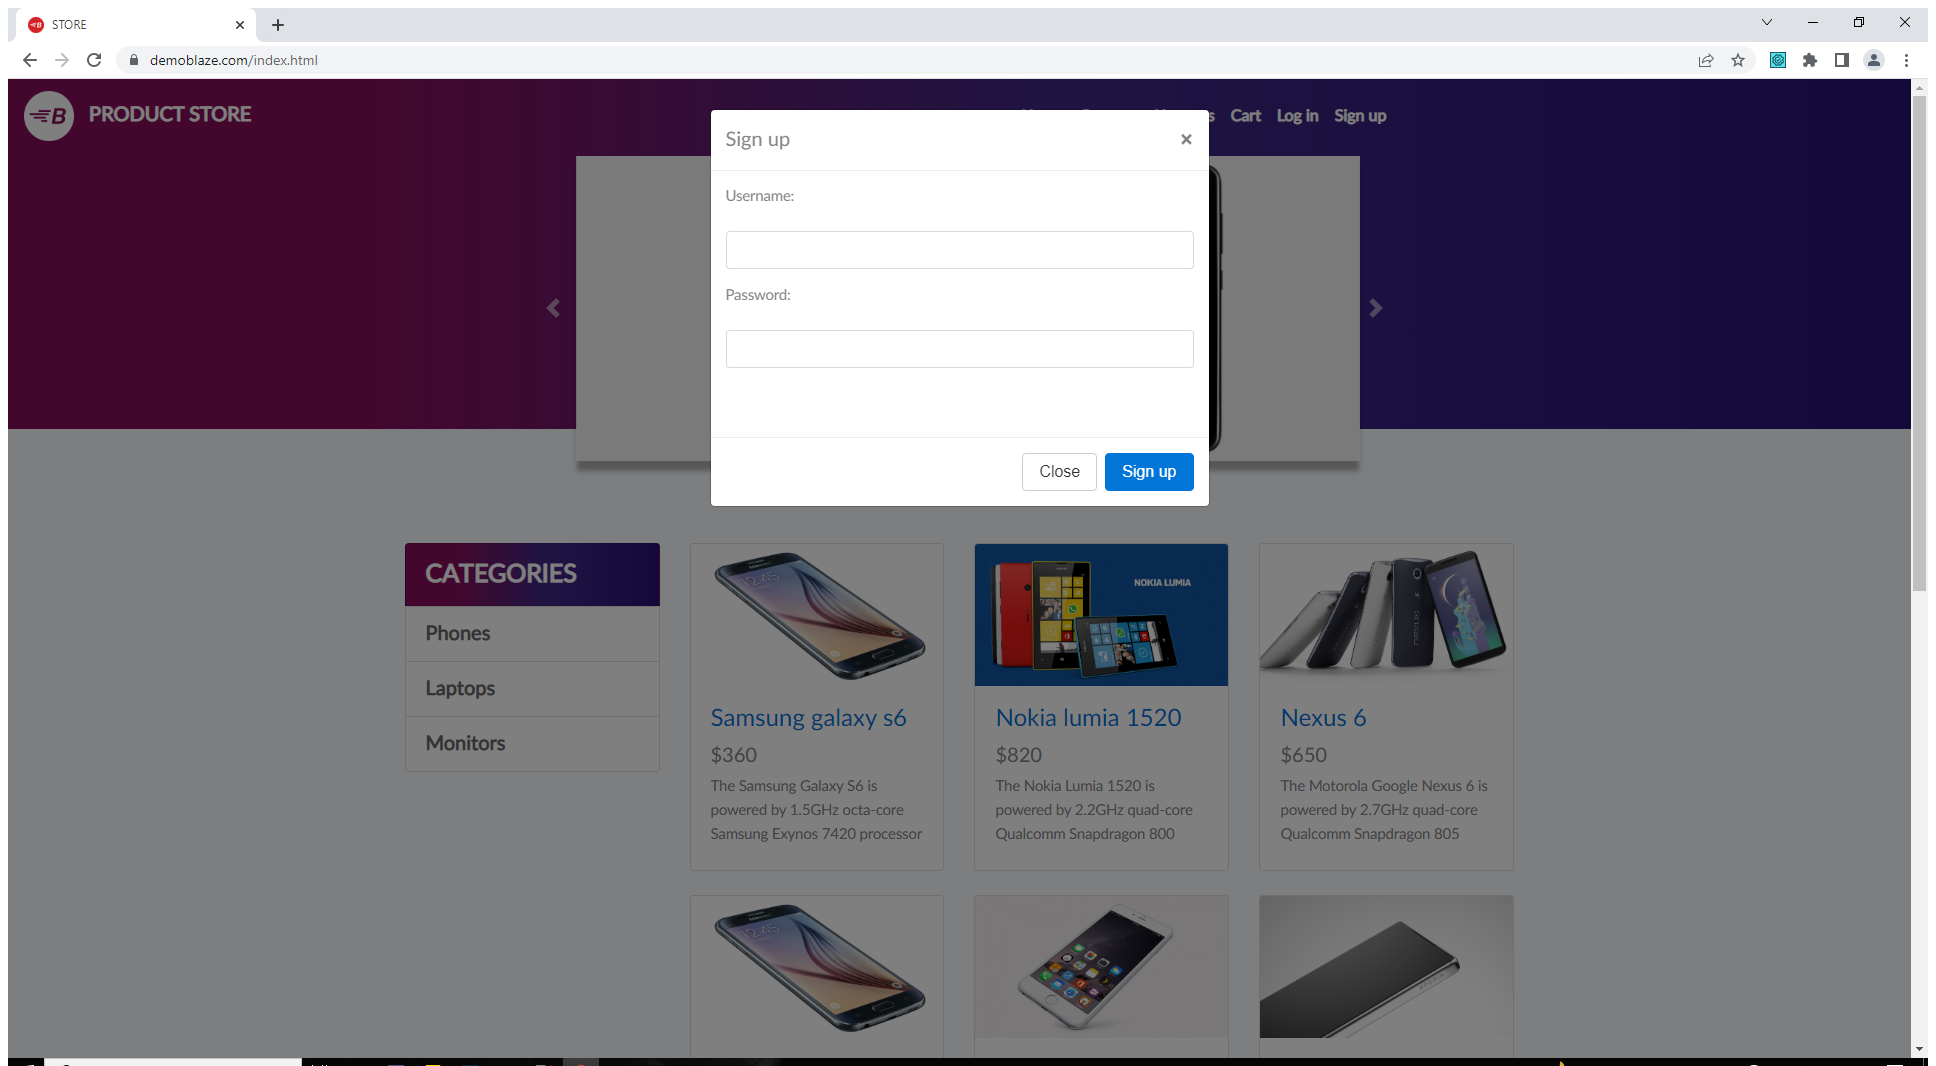 STORE
demoblaze.com/index.html
PRODUCT STORE
Cart Log in Sign up
Sign up
Username:
Password:
Close Sign up
CATEGORIES
Phones
Laptops
Monitors
NOKIA LUMIA
Samsung galaxy s6
$360
The Samsung Galaxy S6 is
powered by 1.5GHz octa-core
Samsung Exynos 7420 processor
Nokia lumia 1520
$820
The Nokia Lumia 1520 is
powered by 2.2GHz quad-core
Qualcomm Snapdragon 800
Nexus 6
$650
The Motorola Google Nexus 6 is
powered by 2.7GHz quad-core
Qualcomm Snapdragon 805